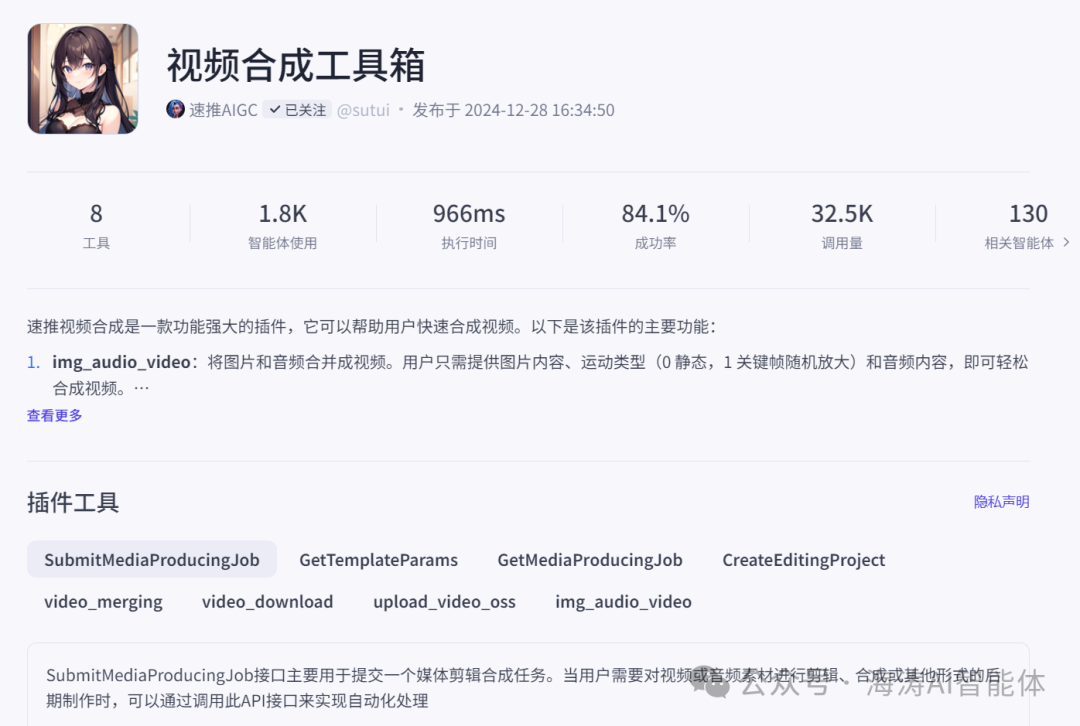 视频合成工具箱
速推AIGC 已关注 @sutui · 发布于 2024-12-28 16:34:50
8 1.8K 966ms 84.1% 32.5K 130
工具 智能体使用 执行时间 成功率 调用量 相关智能体
速推视频合成是一款功能强大的插件，它可以帮助用户快速合成视频。以下是该插件的主要功能：
1. img_audio_video：将图片和音频合并成视频。用户只需提供图片内容、运动类型（0 静态，1 关键帧随机放大）和音频内容，即可轻松
合成视频。…
查看更多
插件工具 隐私声明
SubmitMediaProducingJob GetTemplateParams GetMediaProducingJob CreateEditingProject
video_merging video_download upload_video_oss img_audio_video
SubmitMediaProducingJob接口主要用于提交一个媒体剪辑合成任务。当用户需要对视频或音频素材进行剪辑、合成或其他形式的后
期制作时，可以通过调用此API接口来实现自动化处理
公众号 · 海涛AI智能体